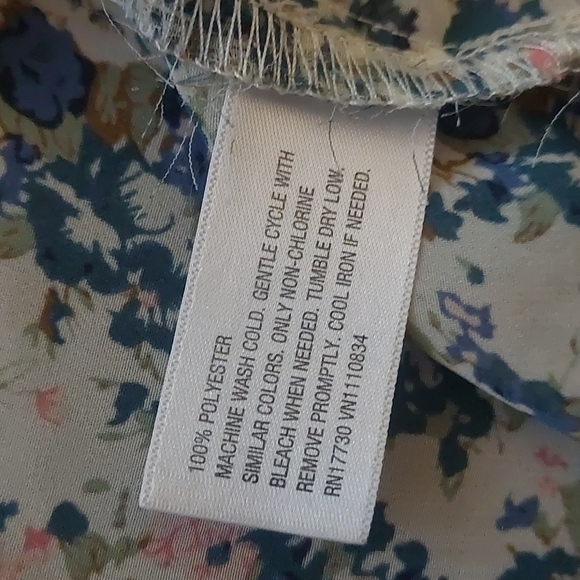 100% POLYESTER
MACHINE WASH COLD. GENTLE CYCLE WITH
SIMILAR COLORS. ONLY NON-CHLORINE
BLEACH WHEN NEEDED. TUMBLE DRY LOW.
REMOVE PROMPTLY. COOL IRON IF NEEDED.
RN17730 VN1110834